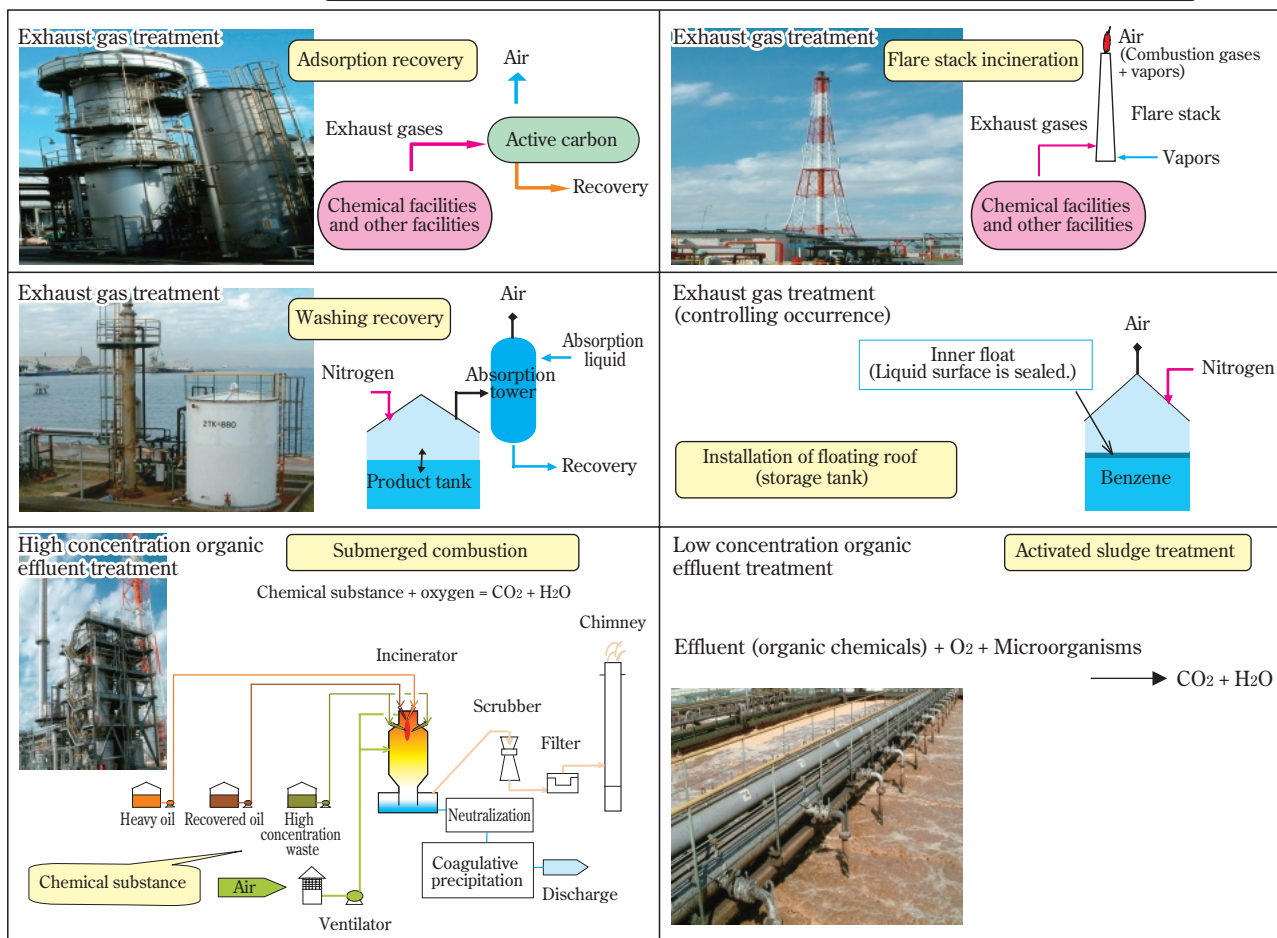 Exhaust gas treatment
Adsorption recovery
Air
Exhaust gases
Active carbon
Recovery
Chemical facilities
and other facilities
Exhaust gas treatment
Flare stack incineration
Air
(Combustion gases
+ vapors)
Flare stack
Exhaust gases
Vapors
Chemical facilities
and other facilities
Exhaust gas treatment
Washing recovery
Air
Absorption
liquid
Nitrogen
Absorption
tower
Recovery
Product tank
2TK-880
Exhaust gas treatment
(controlling occurrence)
Air
Inner float
(Liquid surface is sealed.)
Nitrogen
Installation of floating roof
(storage tank)
Benzene
High concentration organic
effluent treatment
Submerged combustion
Chemical substance + oxygen = CO2 + H2O
Chimney
Incinerator
Scrubber
Filter
Heavy oil
Recovered oil
High
concentration
waste
Neutralization
Coagulative
precipitation
Discharge
Chemical substance
Air
Ventilator
Low concentration organic
effluent treatment
Activated sludge treatment
Effluent (organic chemicals) + O2 + Microorganisms
CO2 + H2O